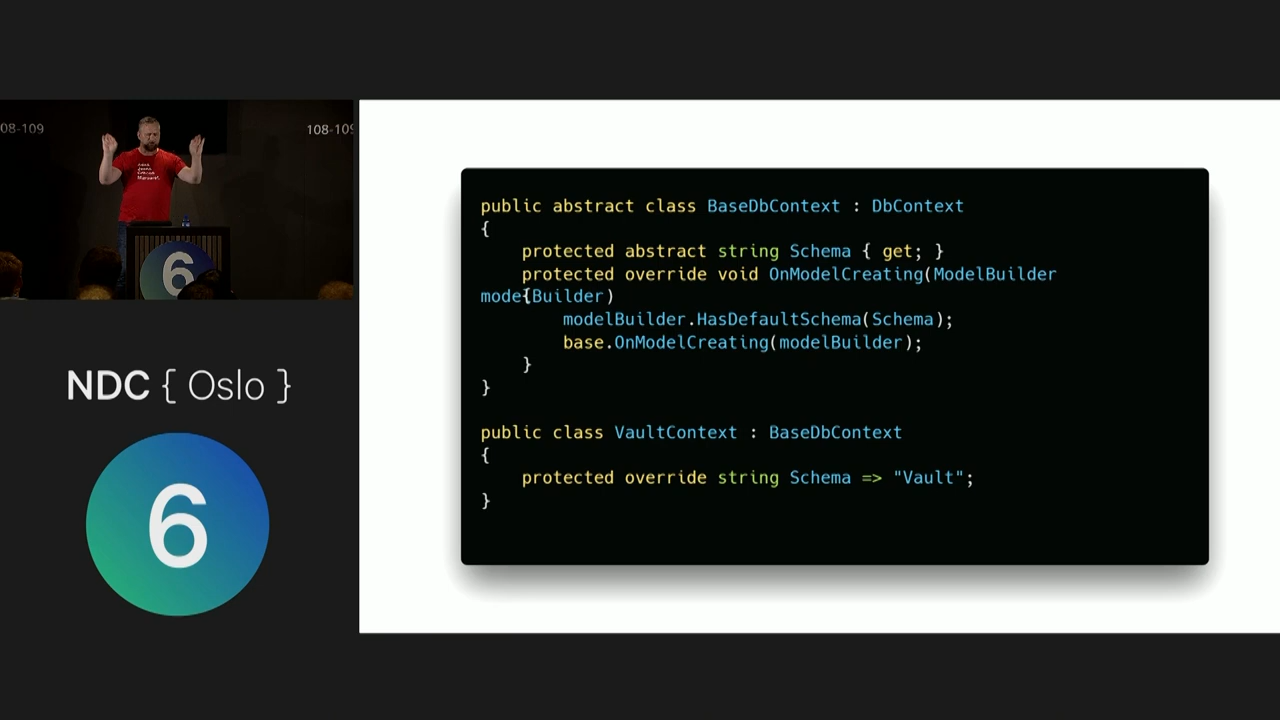 08-109
108-109
6
NDC { Oslo }
6
public abstract class BaseDbContext : DbContext
{
    protected abstract string Schema { get; }
    protected override void OnModelCreating(ModelBuilder
mode{Builder)
        modelBuilder.HasDefaultSchema(Schema);
        base.OnModelCreating(modelBuilder);
    }
}
public class VaultContext : BaseDbContext
{
    protected override string Schema => "Vault";
}